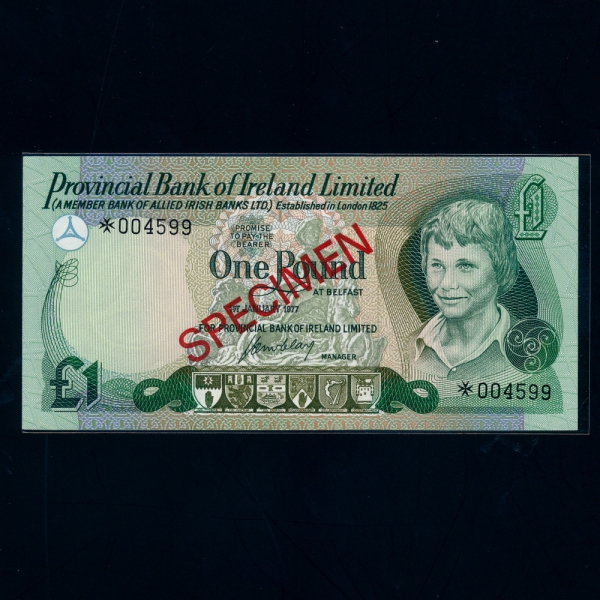 Provincial Bank of Ireland Limited
(A MEMBER BANK OF ALLIED IRISH BANKS LTD.) Established in London 1825
*004599
PROMISE
TO PAY THE
BEARER
One Pound
AT BELFAST
1ST JANUARY 1977
FOR PROVINCIAL BANK OF IRELAND LIMITED
MANAGER
SPECIMEN
£1
£1
*004599